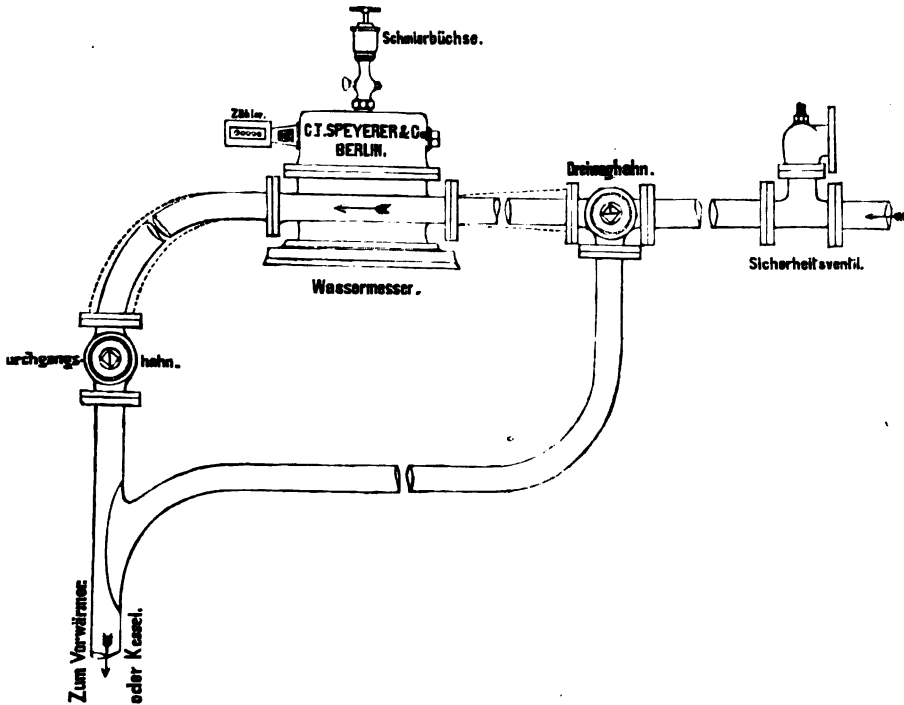 Schmierbüchse.
Zähler.
C.T. SPEYERER & Co
BERLIN.
Dreiweghahn.
Sicherheitsventil.
Wassermesser.
urchgangs-hahn.
Zum Vorwärmer
oder Kessel.